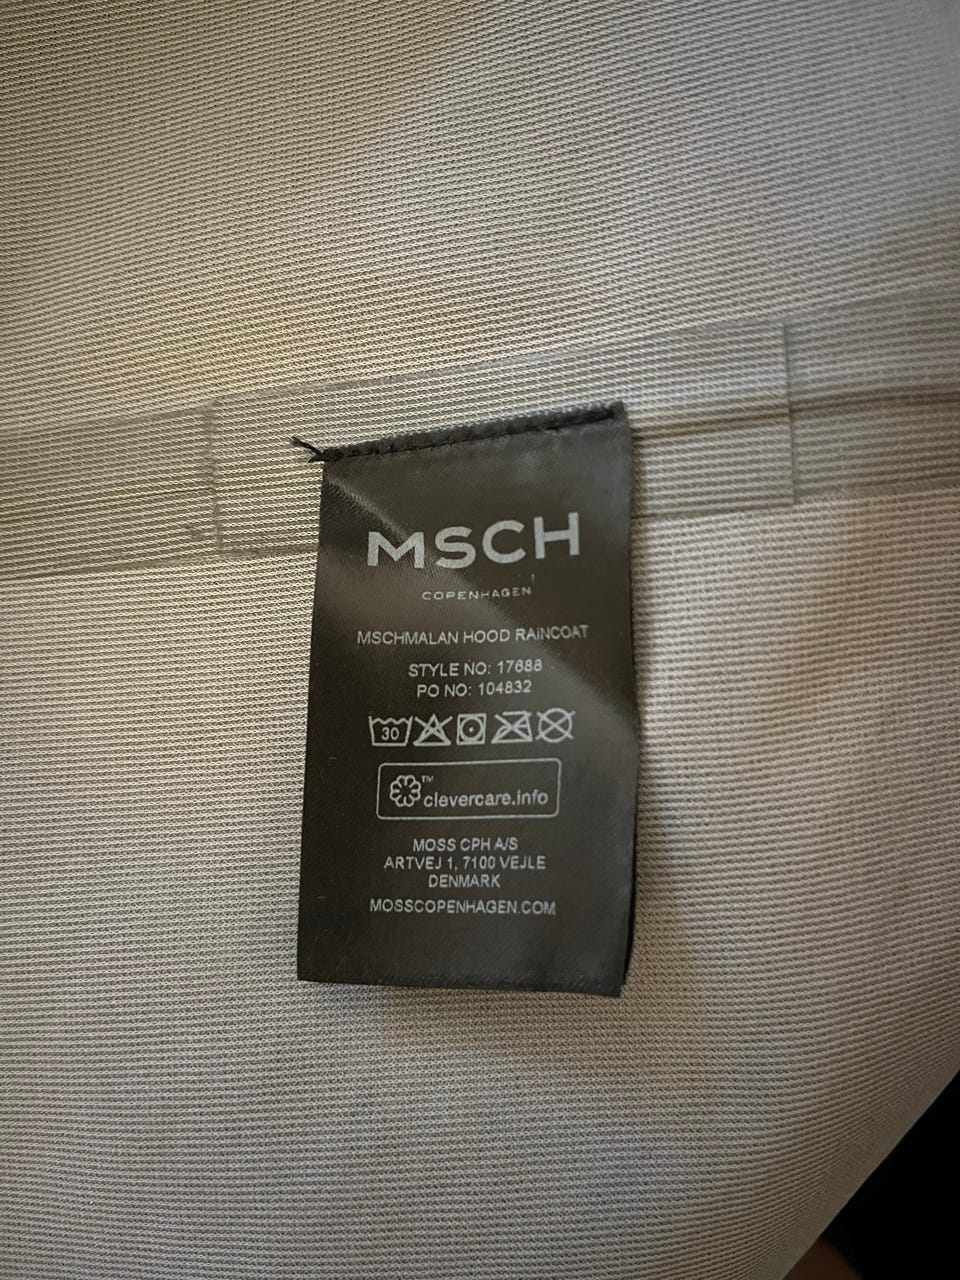 MSCH
COPENHAGEN
MSCHMALAN HOOD RAINCOAT
STYLE NO: 17688
PO NO: 104832
30
™
clevercare.info
MOSS CPH A/S
ARTVEJ 1, 7100 VEJLE
DENMARK
MOSSCOPENHAGEN.COM